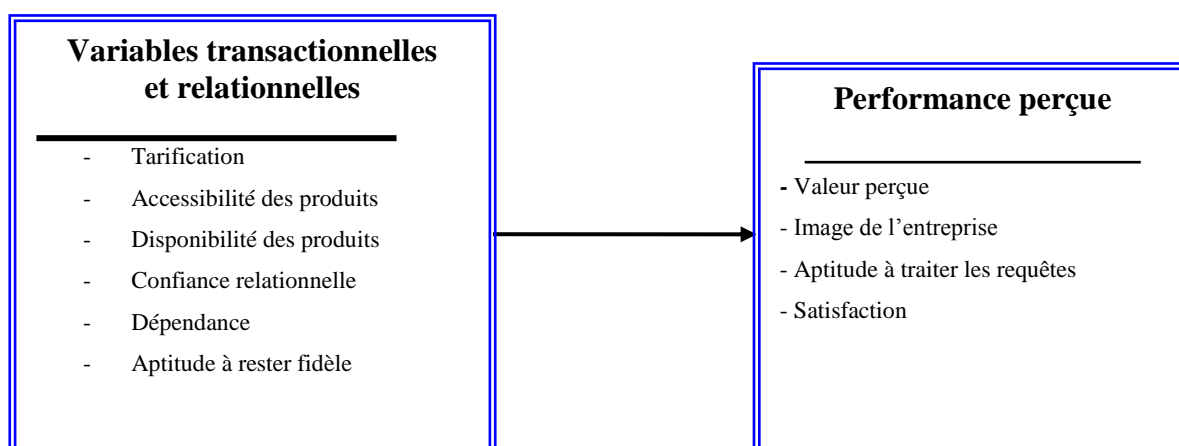 Variables transactionnelles
et relationnelles
- Tarification
- Accessibilité des produits
- Disponibilité des produits
- Confiance relationnelle
- Dépendance
- Aptitude à rester fidèle
Performance perçue
- Valeur perçue
- Image de l’entreprise
- Aptitude à traiter les requêtes
- Satisfaction